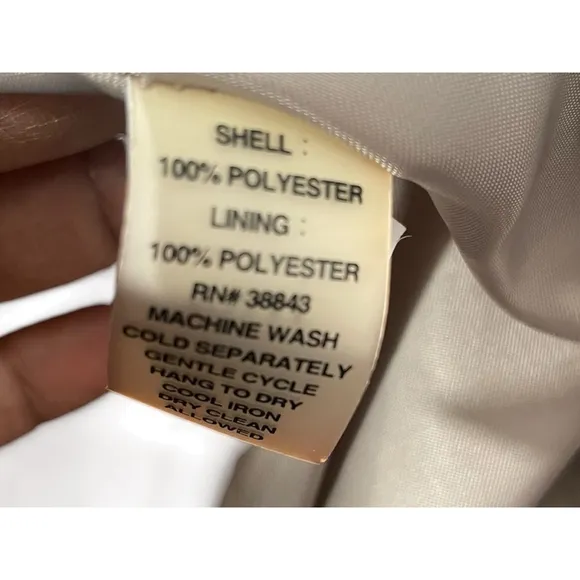 SHELL :
100% POLYESTER
LINING :
100% POLYESTER
RN# 38843
MACHINE WASH
COLD SEPARATELY
GENTLE CYCLE
HANG TO DRY
COOL IRON
DRY CLEAN
ALLOWED